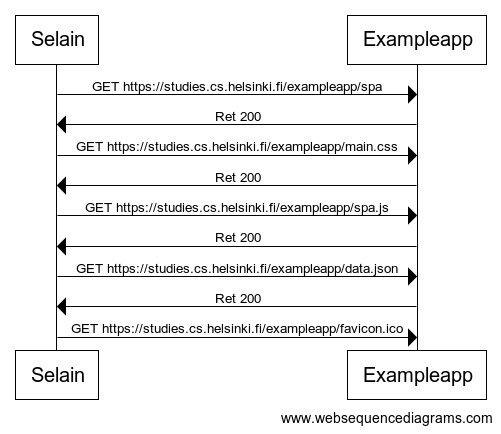 Selain
Exampleapp
GET https://studies.cs.helsinki.fi/exampleapp/spa
Ret 200
GET https://studies.cs.helsinki.fi/exampleapp/main.css
Ret 200
GET https://studies.cs.helsinki.fi/exampleapp/spa.js
Ret 200
GET https://studies.cs.helsinki.fi/exampleapp/data.json
Ret 200
GET https://studies.cs.helsinki.fi/exampleapp/favicon.ico
Selain
Exampleapp
www.websequencediagrams.com